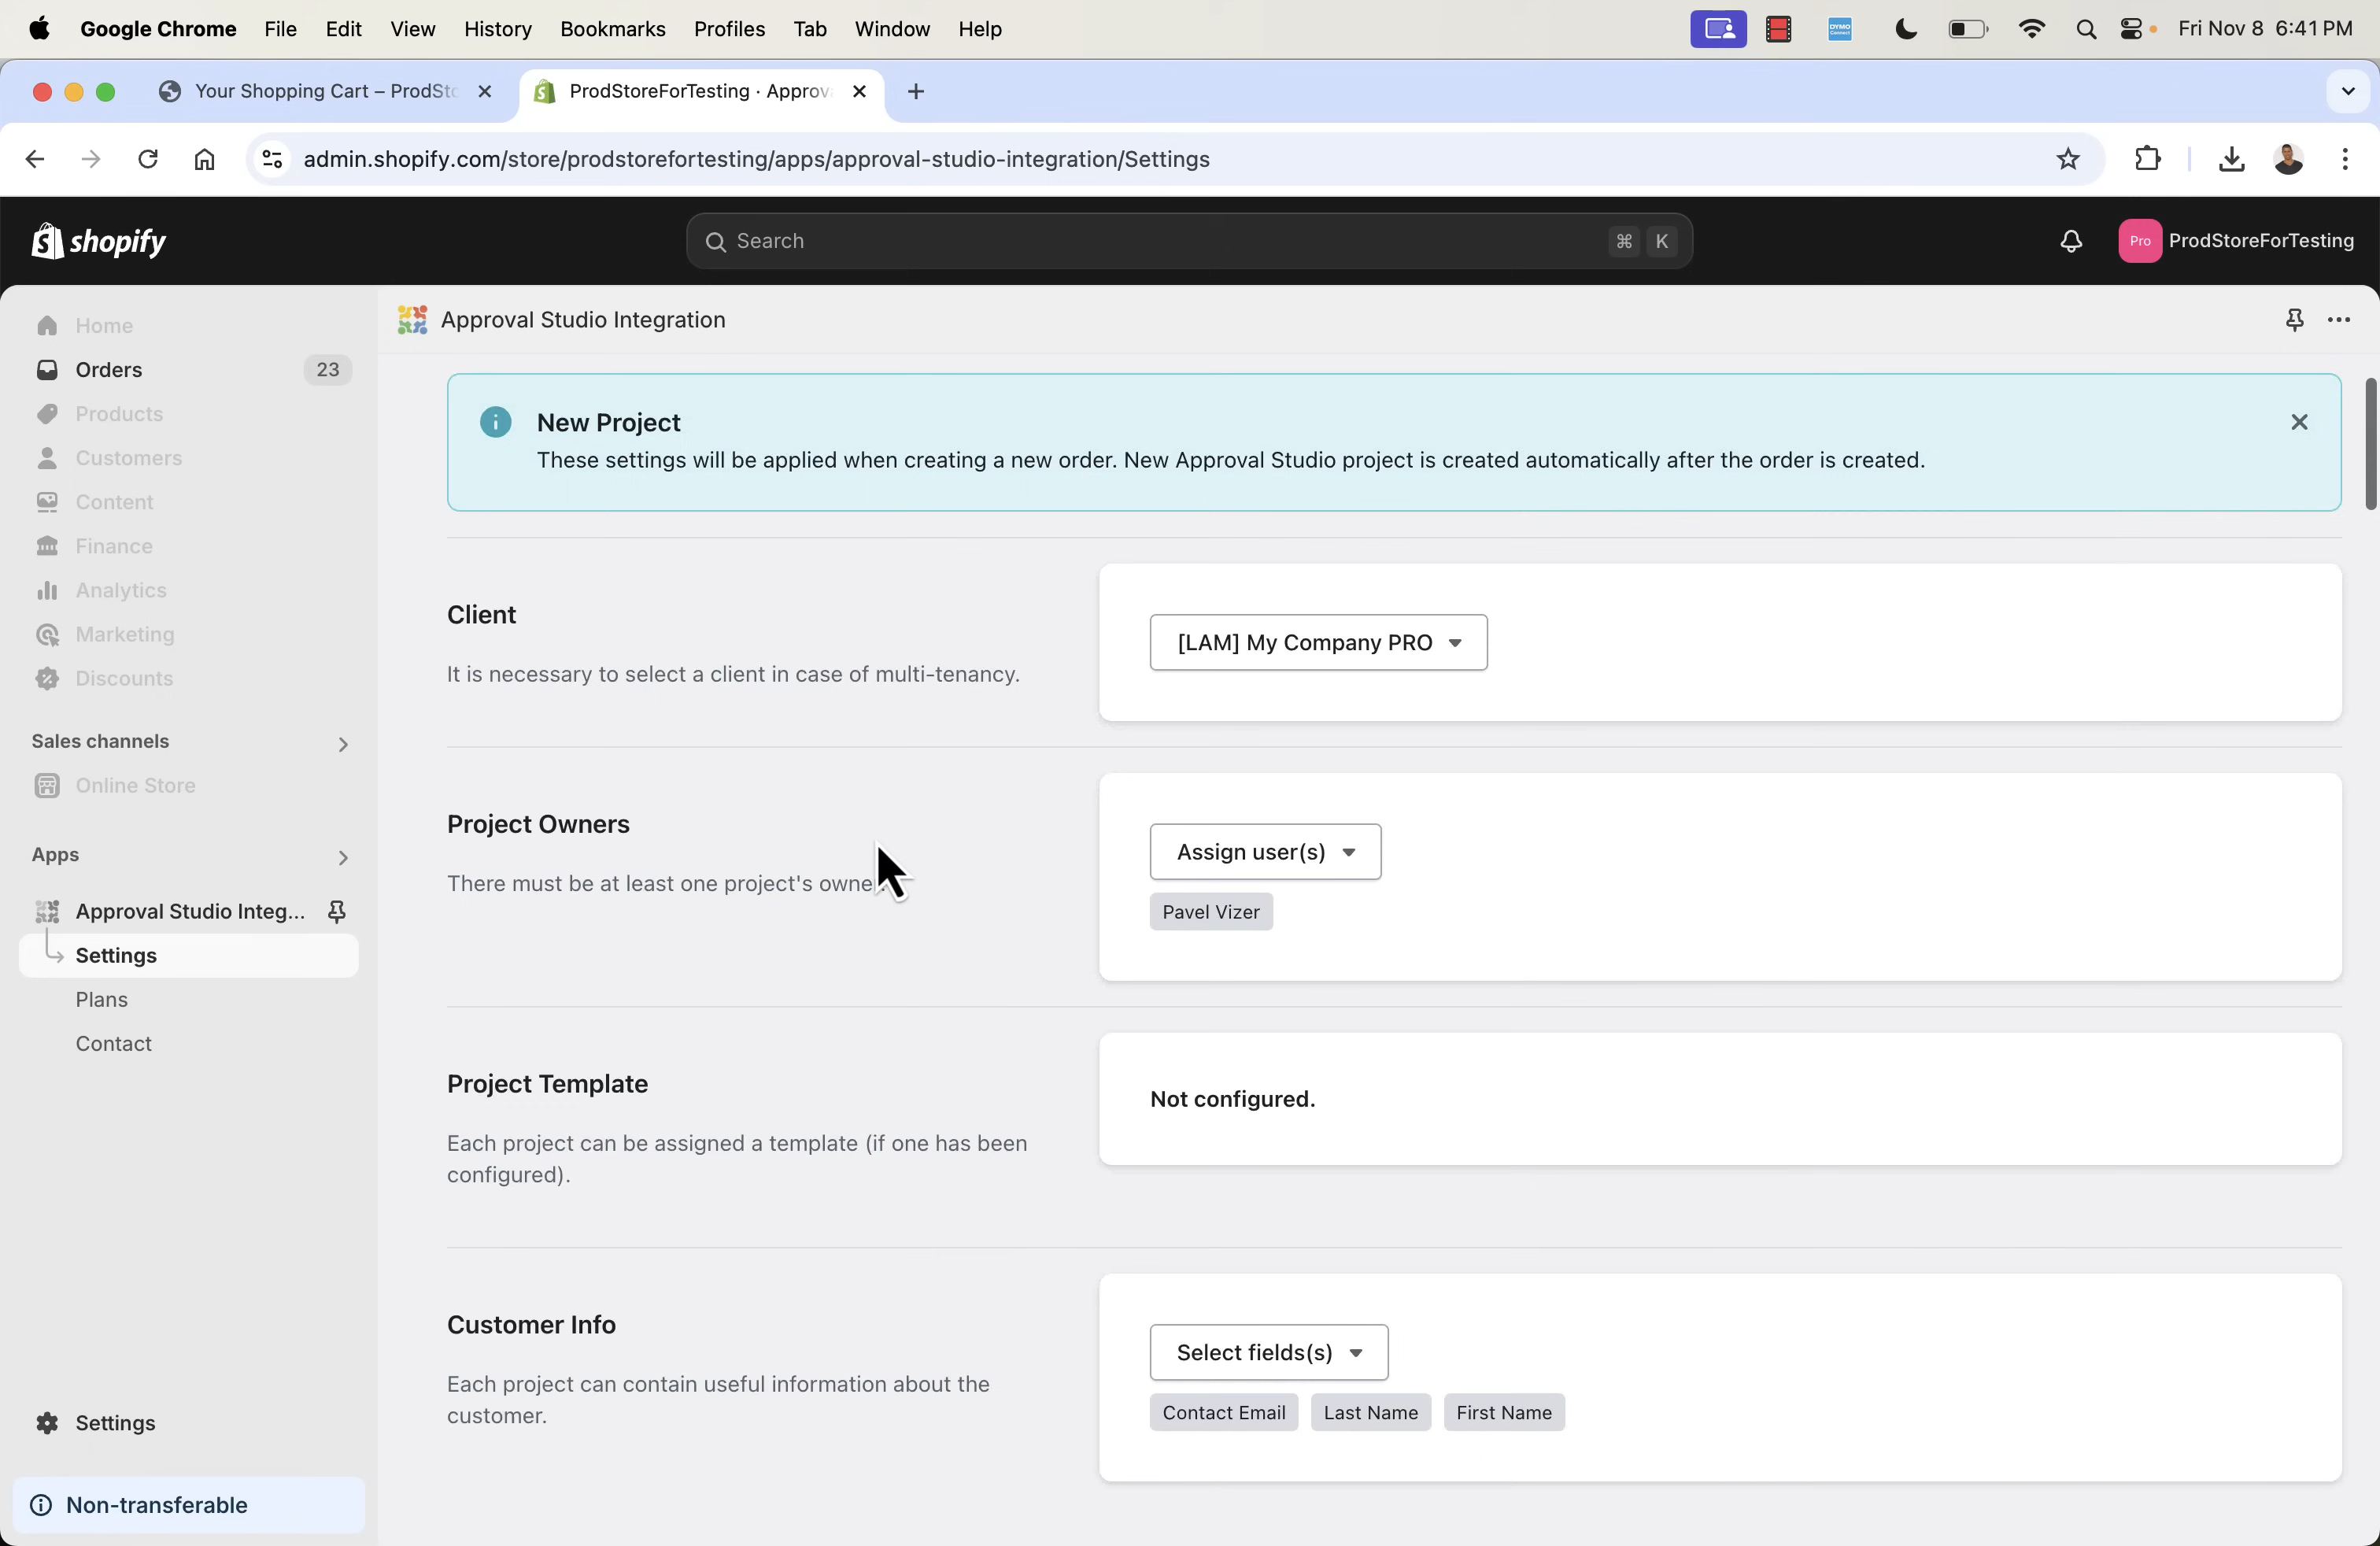 Google Chrome File Edit View History Bookmarks Profiles Tab Window Help
DYMO
Connect
Fri Nov 8 6:41 PM
Your Shopping Cart – ProdSto
ProdStoreForTesting · Approv
admin.shopify.com/store/prodstorefortesting/apps/approval-studio-integration/Settings
shopify
Search
⌘ K
Pro
ProdStoreForTesting
Home
Orders 23
Products
Customers
Content
Finance
Analytics
Marketing
Discounts
Sales channels
Online Store
Apps
Approval Studio Integ...
Settings
Plans
Contact
Settings
Non-transferable
Approval Studio Integration
New Project
These settings will be applied when creating a new order. New Approval Studio project is created automatically after the order is created.
Client
It is necessary to select a client in case of multi-tenancy.
[LAM] My Company PRO
Project Owners
There must be at least one project's owne
Assign user(s)
Pavel Vizer
Project Template
Each project can be assigned a template (if one has been
configured).
Not configured.
Customer Info
Each project can contain useful information about the
customer.
Select fields(s)
Contact Email Last Name First Name